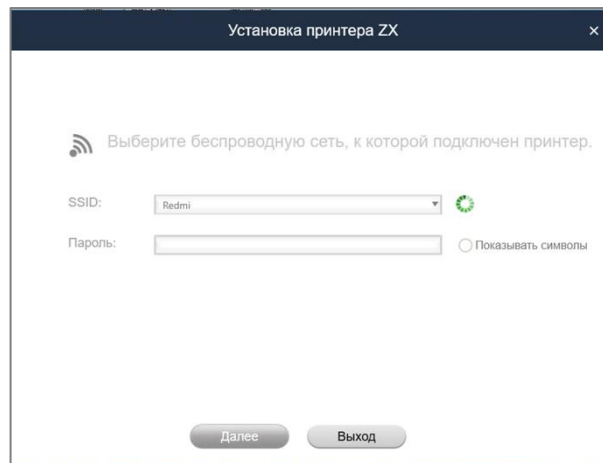 Установка принтера ZX
Выберите беспроводную сеть, к которой подключен принтер.
SSID:
Redmi
Пароль:
Показывать символы
Далее
Выход